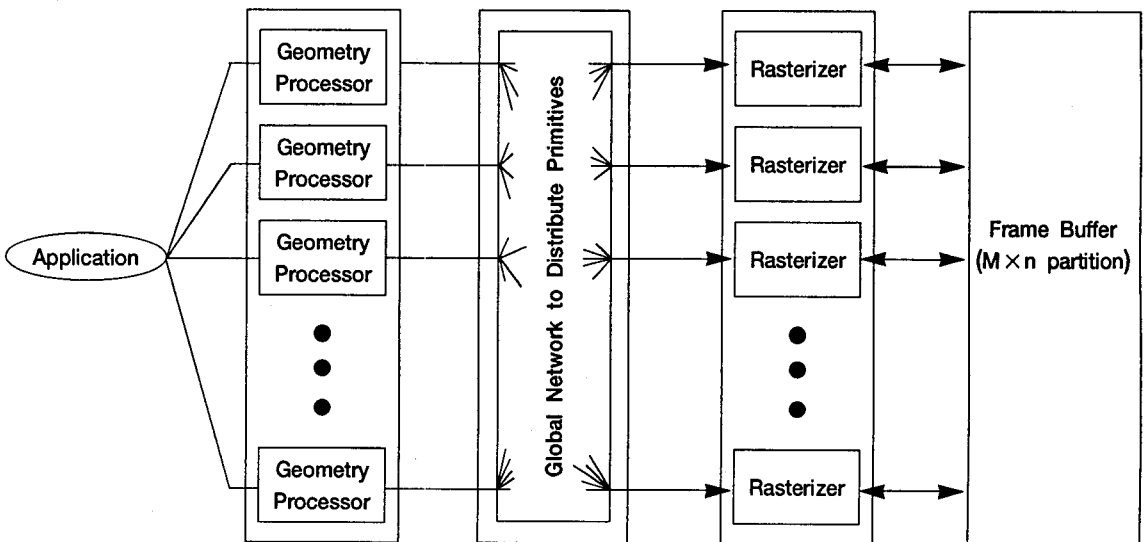 Application
Geometry
Processor
Geometry
Processor
Geometry
Processor
Geometry
Processor
Global Network to Distribute Primitives
Rasterizer
Rasterizer
Rasterizer
Rasterizer
Frame Buffer
(M × n partition)